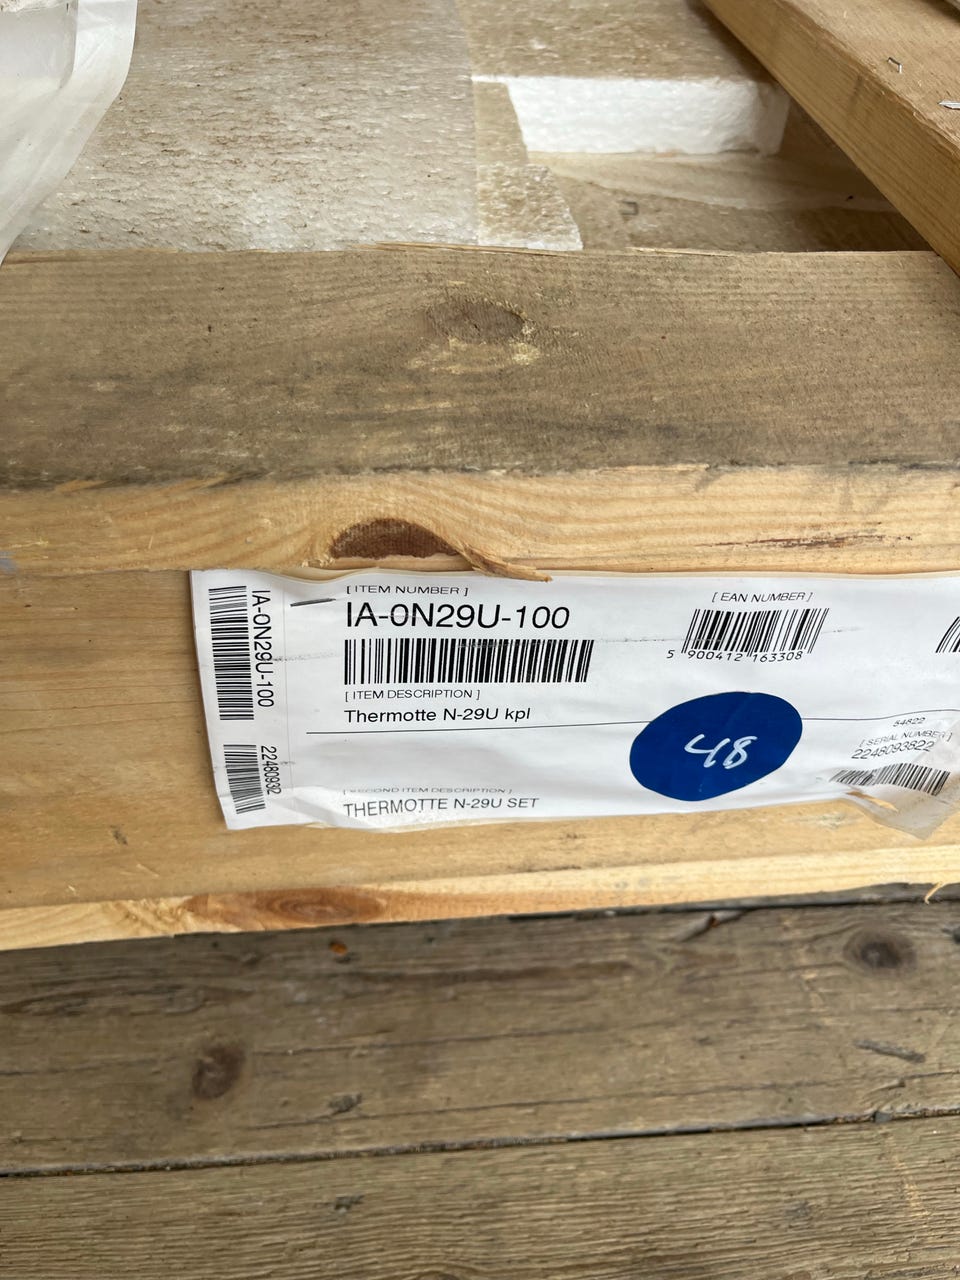 [ ITEM NUMBER ]
IA-0N29U-100
[ EAN NUMBER ]
5 900412 163308
[ ITEM DESCRIPTION ]
Thermotte N-29U kpl
48
54822
[ SERIAL NUMBER ]
2248093822
[ SECOND ITEM DESCRIPTION ]
THERMOTTE N-29U SET
IA-0N29U-100